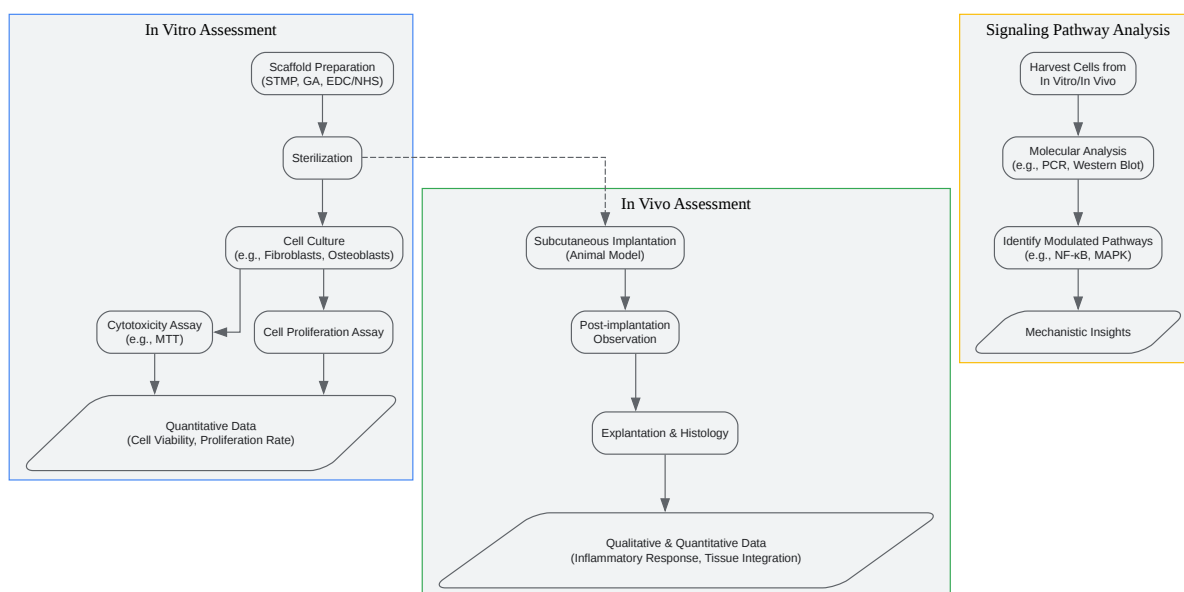 In Vitro Assessment
Scaffold Preparation
(STMP, GA, EDC/NHS)
Sterilization
Cell Culture
(e.g., Fibroblasts, Osteoblasts)
Cytotoxicity Assay
(e.g., MTT)
Cell Proliferation Assay
Quantitative Data
(Cell Viability, Proliferation Rate)
In Vivo Assessment
Subcutaneous Implantation
(Animal Model)
Post-implantation
Observation
Explantation & Histology
Qualitative & Quantitative Data
(Inflammatory Response, Tissue Integration)
Signaling Pathway Analysis
Harvest Cells from
In Vitro/In Vivo
Molecular Analysis
(e.g., PCR, Western Blot)
Identify Modulated Pathways
(e.g., NF-κB, MAPK)
Mechanistic Insights